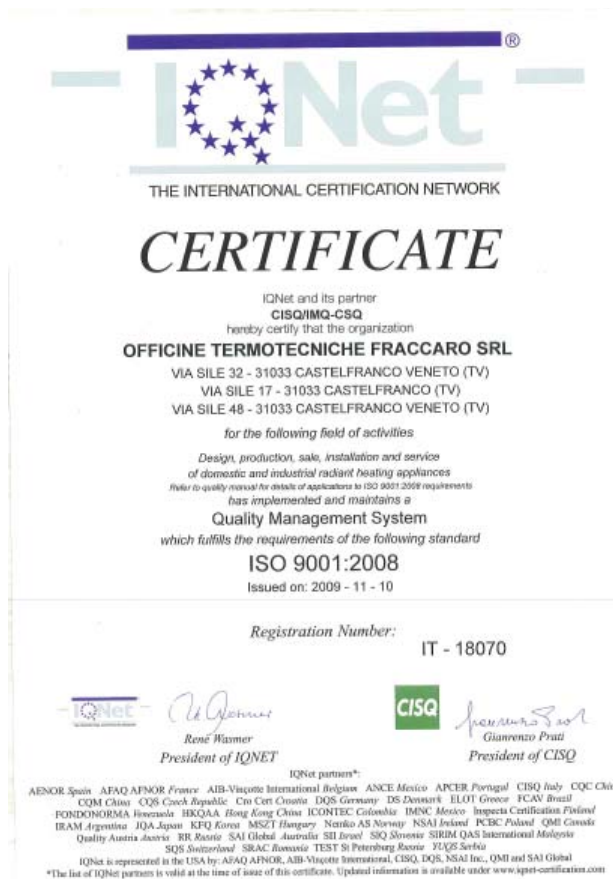 IQNet ®
THE INTERNATIONAL CERTIFICATION NETWORK
CERTIFICATE
IQNet and its partner
CISQ/IMQ-CSQ
hereby certify that the organization
OFFICINE TERMOTECNICHE FRACCARO SRL
VIA SILE 32 - 31033 CASTELFRANCO VENETO (TV)
VIA SILE 17 - 31033 CASTELFRANCO (TV)
VIA SILE 48 - 31033 CASTELFRANCO VENETO (TV)
for the following field of activities
Design, production, sale, installation and service
of domestic and industrial radiant heating appliances
Refer to quality manual for details of applications to ISO 9001:2008 requirements
has implemented and maintains a
Quality Management System
which fulfills the requirements of the following standard
ISO 9001:2008
Issued on: 2009 - 11 - 10
Registration Number:
IT - 18070
IQNet
CISQ
René Wasmer
Gianrenzo Prati
President of IQNET
President of CISQ
IQNet partners*:
AENOR Spain AFAQ AFNOR France AIB-Vinçotte International Belgium ANCE Mexico APCER Portugal CISQ Italy CQC Chi
CQM China CQS Czech Republic Cro Cert Croatia DQS Germany DS Denmark ELOT Greece FCAV Brazil
FONDONORMA Venezuela HKQAA Hong Kong China ICONTEC Colombia IMNC Mexico Inspecta Certification Finland
IRAM Argentina JQA Japan KFQ Korea MSZT Hungary Nemko AS Norway NSAI Ireland PCBC Poland QMI Canada
Quality Austria Austria RR Russia SAI Global Australia SII Israel SIQ Slovenia SIRIM QAS International Malaysia
SQS Switzerland SRAC Romania TEST St Petersburg Russia YUQS Serbia
IQNet is represented in the USA by: AFAQ AFNOR, AIB-Vinçotte International, CISQ, DQS, NSAI Inc., QMI and SAI Global
*The list of IQNet partners is valid at the time of issue of this certificate. Updated information is available under www.iqnet-certification.com